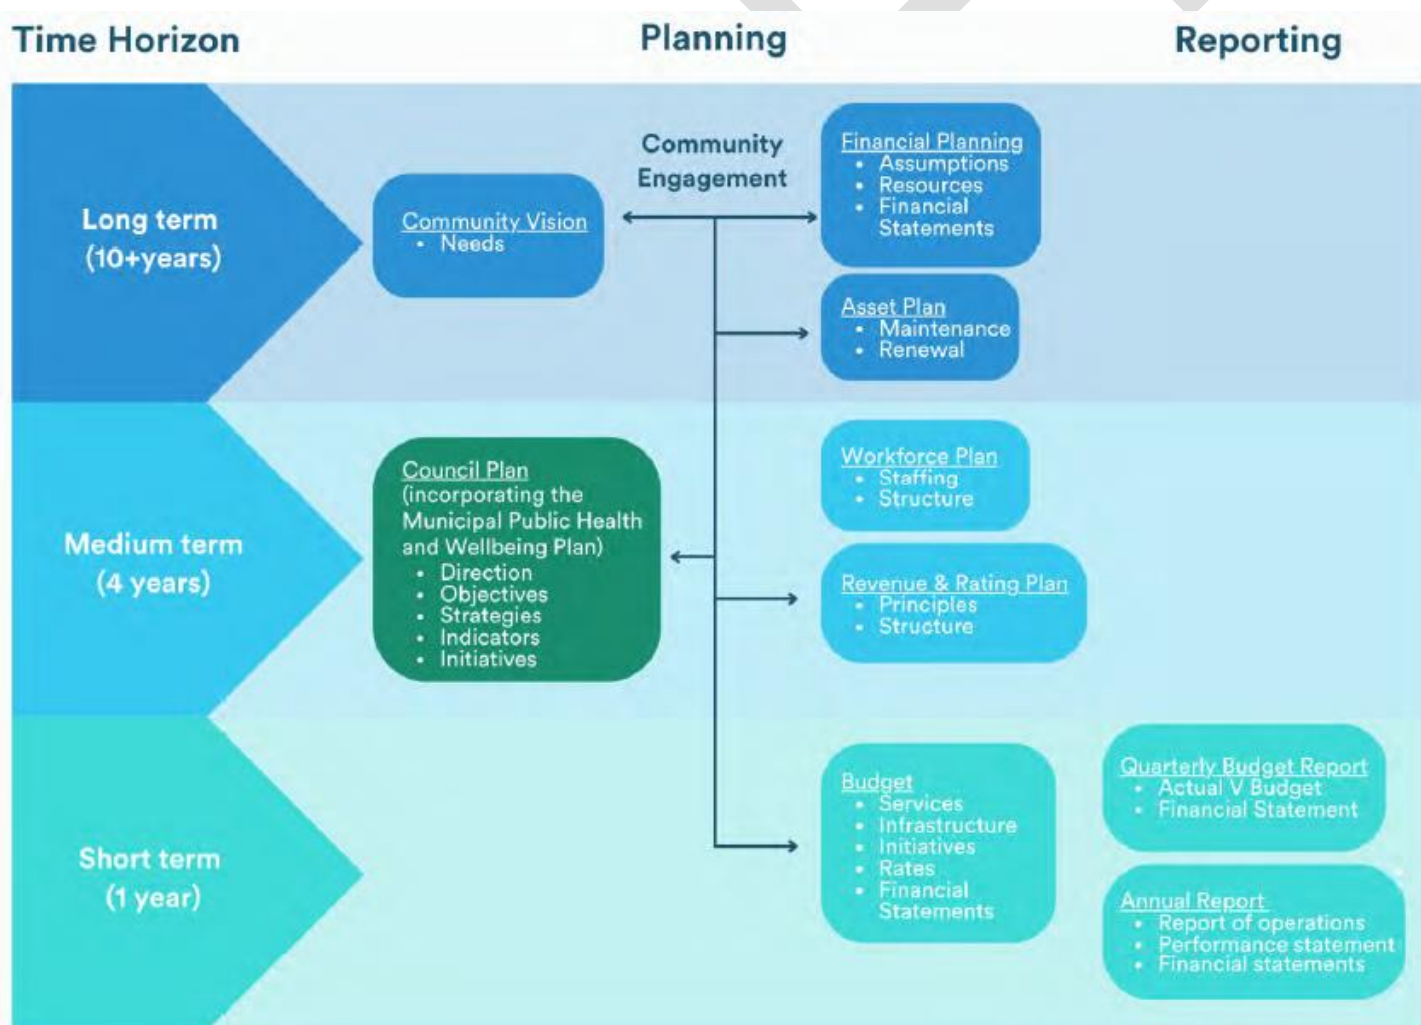 Time Horizon
Planning
Reporting
Long term
(10+years)
Community Vision
• Needs
Community
Engagement
Financial Planning
• Assumptions
• Resources
• Financial
Statements
Asset Plan
• Maintenance
• Renewal
Medium term
(4 years)
Council Plan
(incorporating the
Municipal Public Health
and Wellbeing Plan)
• Direction
• Objectives
• Strategies
• Indicators
• Initiatives
Workforce Plan
• Staffing
• Structure
Revenue & Rating Plan
• Principles
• Structure
Short term
(1 year)
Budget
• Services
• Infrastructure
• Initiatives
• Rates
• Financial
Statements
Quarterly Budget Report
• Actual V Budget
• Financial Statement
Annual Report
• Report of operations
• Performance statement
• Financial statements